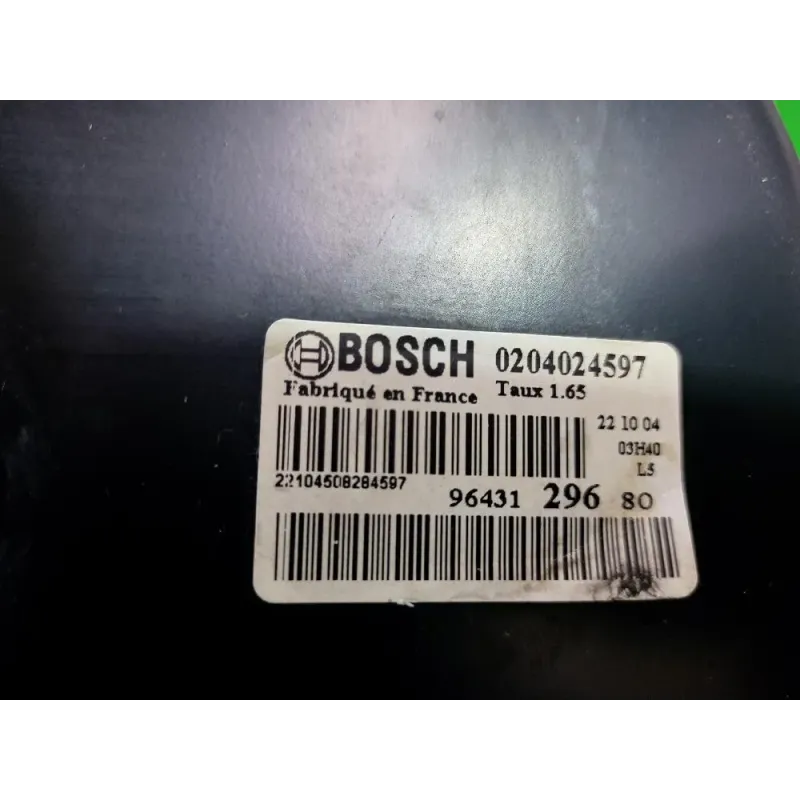 BOSCH 0204024597
Fabriqué en France Taux 1.65
22 10 04
03H40
L5
22104508284597
96431 296 80